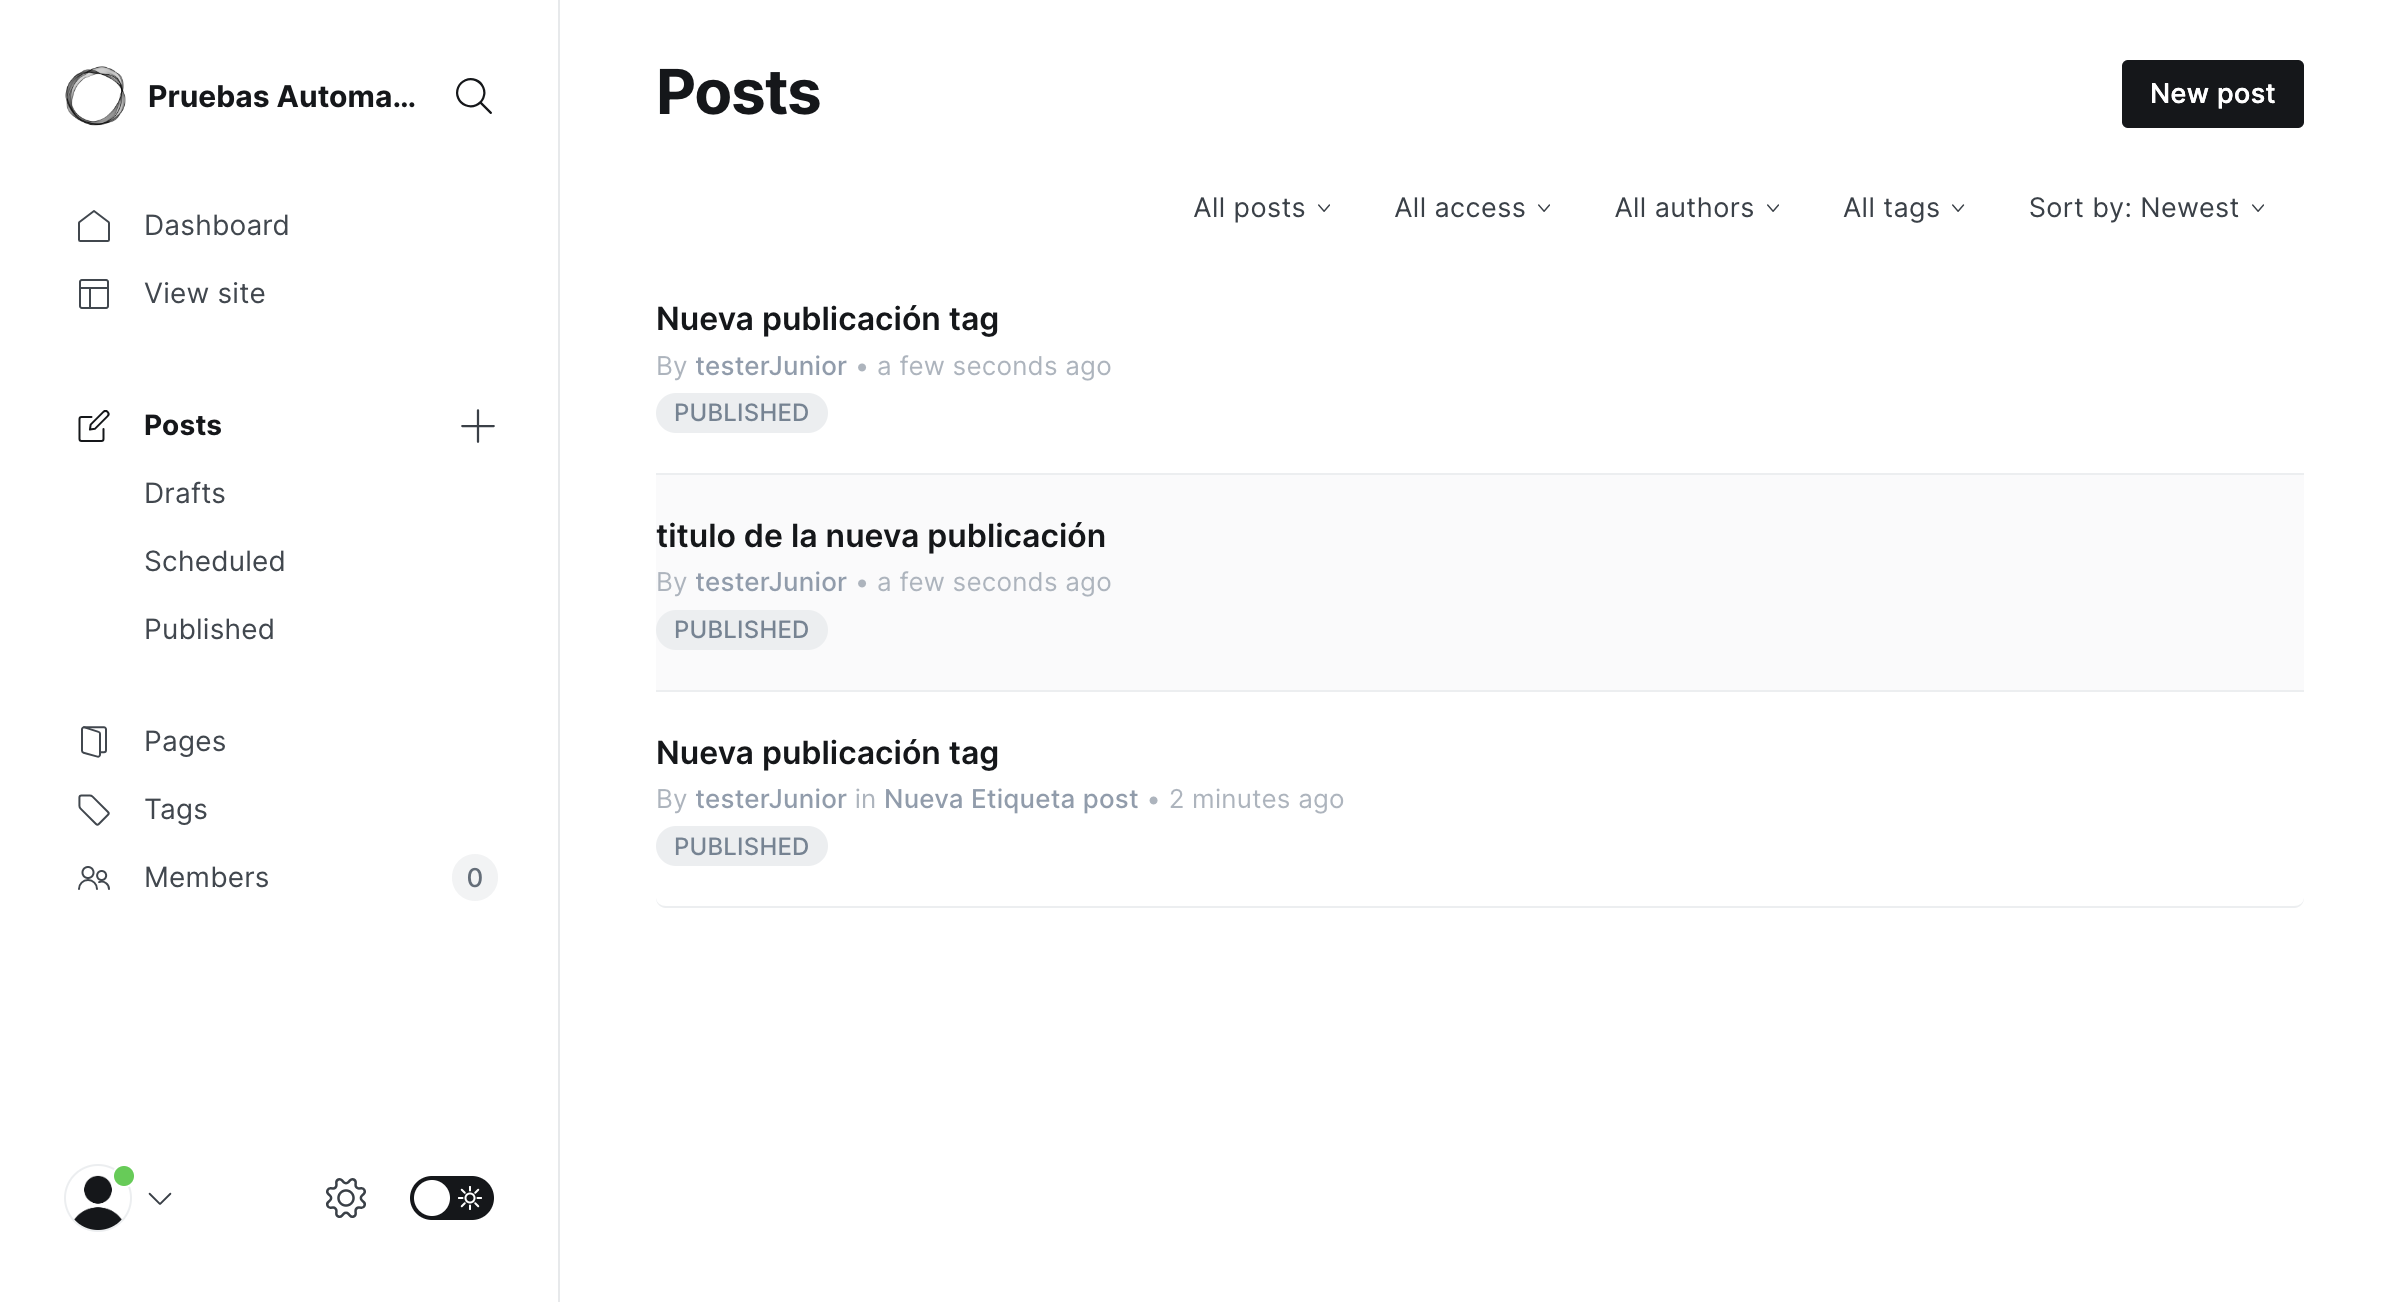 Pruebas Automa...
Dashboard
View site
Posts
Drafts
Scheduled
Published
Pages
Tags
Members 0
Posts
New post
All posts All access All authors All tags Sort by: Newest
Nueva publicación tag
By testerJunior • a few seconds ago
PUBLISHED
titulo de la nueva publicación
By testerJunior • a few seconds ago
PUBLISHED
Nueva publicación tag
By testerJunior in Nueva Etiqueta post • 2 minutes ago
PUBLISHED